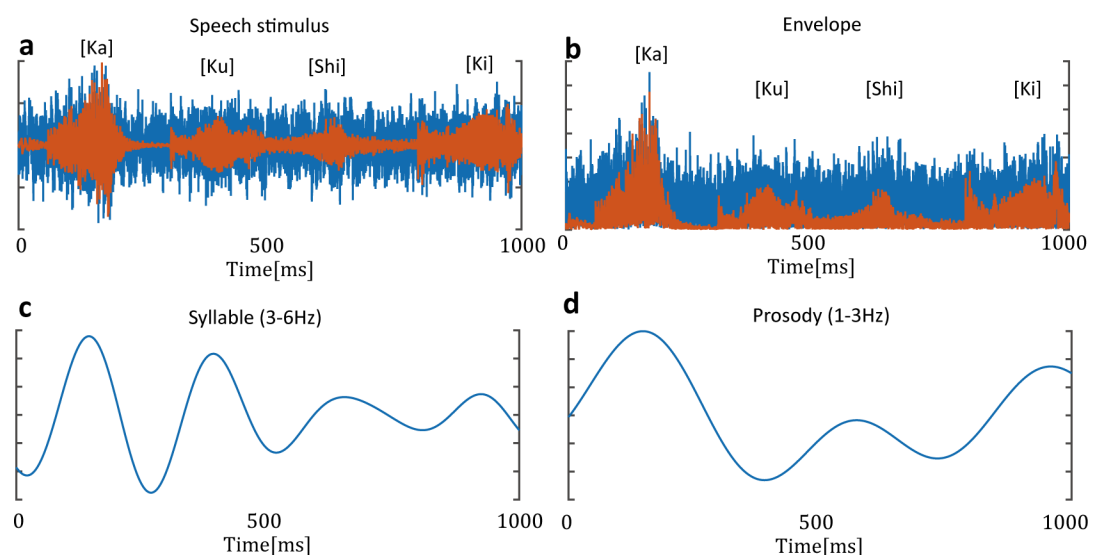 Speech stimulus
a
[Ka]
[Ku]
[Shi]
[Ki]
0
500
1000
Time[ms]
Envelope
b
[Ka]
[Ku]
[Shi]
[Ki]
0
500
1000
Time[ms]
c
Syllable (3-6Hz)
0
500
1000
Time[ms]
d
Prosody (1-3Hz)
0
500
1000
Time[ms]